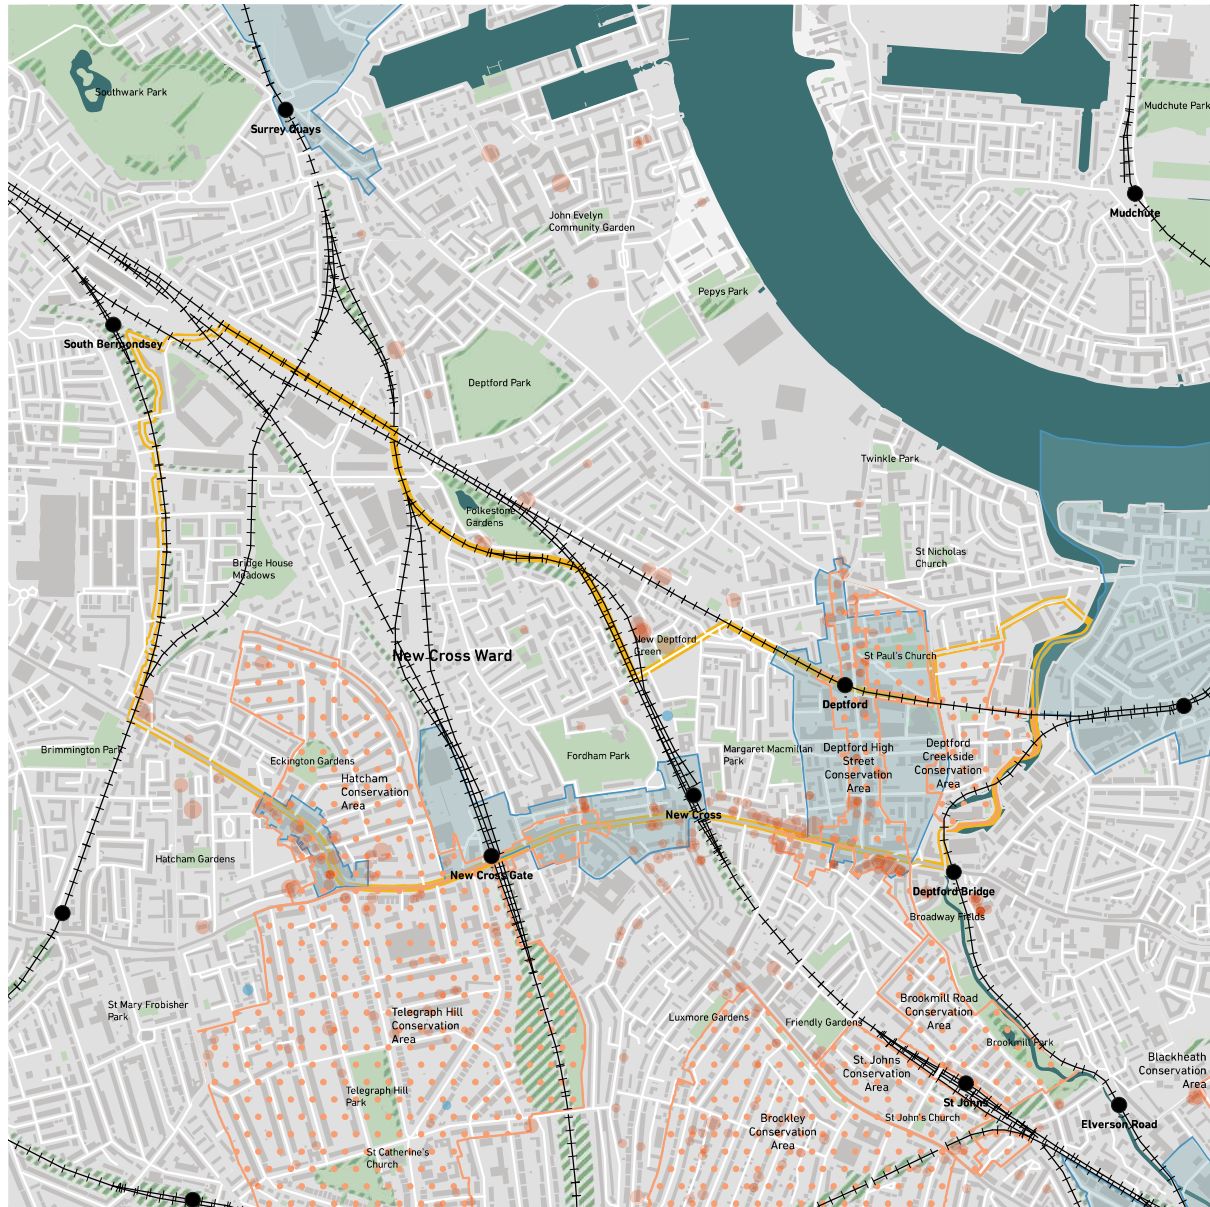 Southwark Park
Mudchute Park
Surrey Quays
Mudchute
John Evelyn
Community Garden
Pepys Park
South Bermondsey
Deptford Park
Twinkle Park
Folkestone
Gardens
St Nicholas
Church
Bridge House
Meadows
New Deptford
Green
New Cross Ward
St Paul's Church
Deptford
Brimmington Park
Eckington Gardens
Fordham Park
Margaret Macmillan
Park
Deptford High
Street
Conservation
Area
Deptford
Creekside
Conservation
Area
Hatcham
Conservation
Area
New Cross
Hatcham Gardens
New Cross Gate
Deptford Bridge
Broadway Fields
St Mary Frobisher
Park
Telegraph Hill
Conservation
Area
Luxmore Gardens
Friendly Gardens
Brookmill Road
Conservation
Area
Brookmill Park
St. Johns
Conservation
Area
Blackheath
Conservation
Area
Telegraph Hill
Park
St Johns
St John's Church
Elverson Road
Brockley
Conservation
Area
St Catherine's
Church